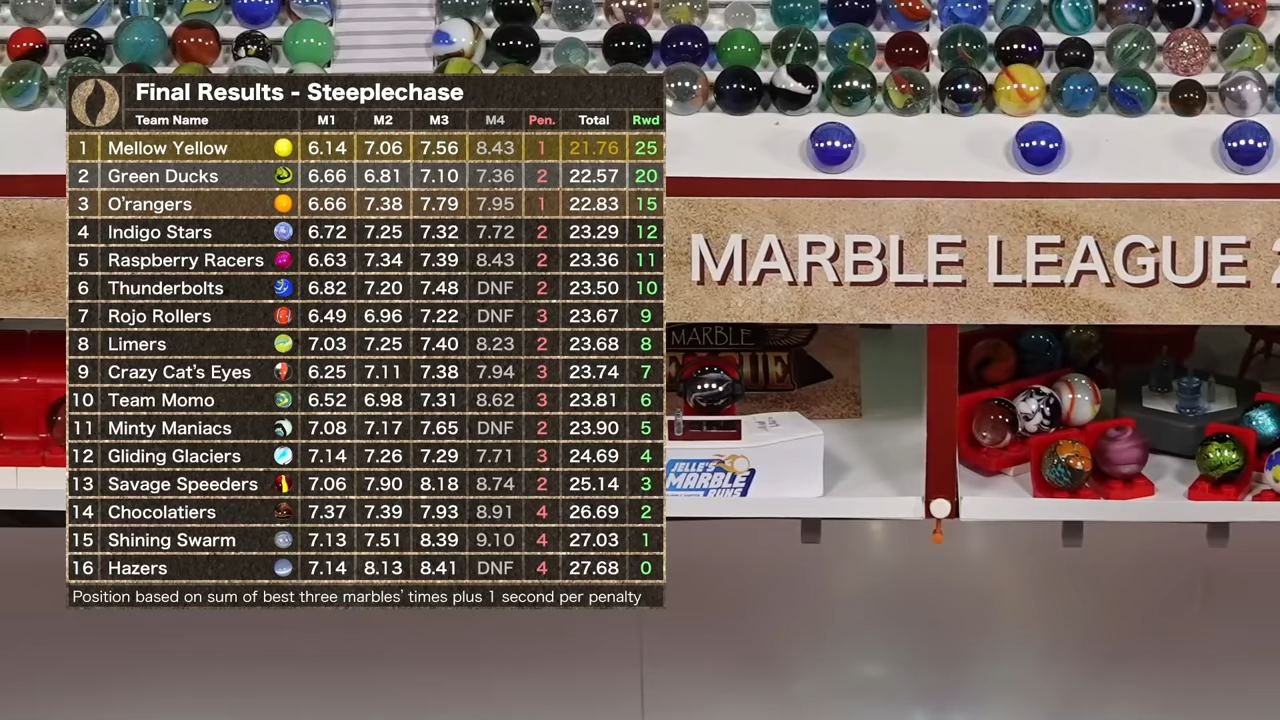 Final Results - Steeplechase
Team Name M1 M2 M3 M4 Pen. Total Rwd
1 Mellow Yellow 6.14 7.06 7.56 8.43 1 21.76 25
2 Green Ducks 6.66 6.81 7.10 7.36 2 22.57 20
3 O'rangers 6.66 7.38 7.79 7.95 1 22.83 15
4 Indigo Stars 6.72 7.25 7.32 7.72 2 23.29 12
5 Raspberry Racers 6.63 7.34 7.39 8.43 2 23.36 11
6 Thunderbolts 6.82 7.20 7.48 DNF 2 23.50 10
7 Rojo Rollers 6.49 6.96 7.22 DNF 3 23.67 9
8 Limers 7.03 7.25 7.40 8.23 2 23.68 8
9 Crazy Cat's Eyes 6.25 7.11 7.38 7.94 3 23.74 7
10 Team Momo 6.52 6.98 7.31 8.62 3 23.81 6
11 Minty Maniacs 7.08 7.17 7.65 DNF 2 23.90 5
12 Gliding Glaciers 7.14 7.26 7.29 7.71 3 24.69 4
13 Savage Speeders 7.06 7.90 8.18 8.74 2 25.14 3
14 Chocolatiers 7.37 7.39 7.93 8.91 4 26.69 2
15 Shining Swarm 7.13 7.51 8.39 9.10 4 27.03 1
16 Hazers 7.14 8.13 8.41 DNF 4 27.68 0
Position based on sum of best three marbles' times plus 1 second per penalty
MARBLE LEAGUE 2
MARBLE
JELLE'S
MARBLE
RUNS